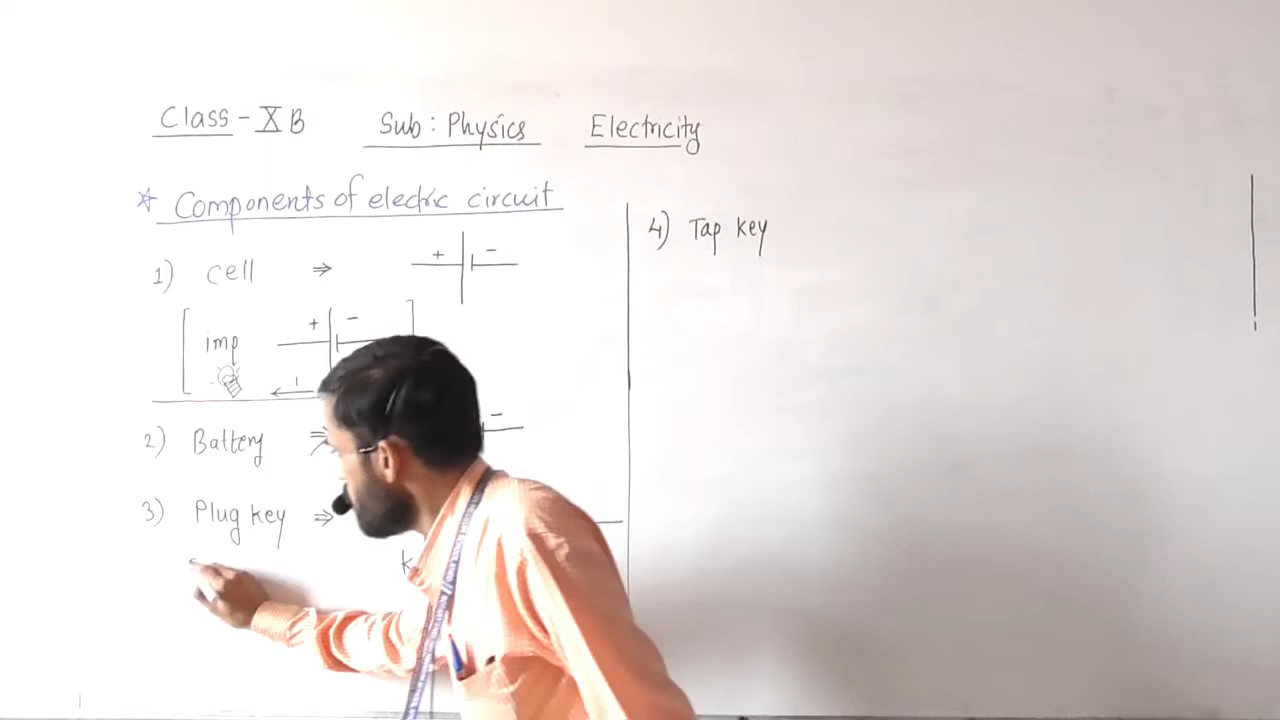 Class - X B Sub : Physics Electricity
* Components of electric circuit
1) cell ⇒ + -
imp + -
2) Battery ⇒ -
3) Plug key ⇒
K
4) Tap key